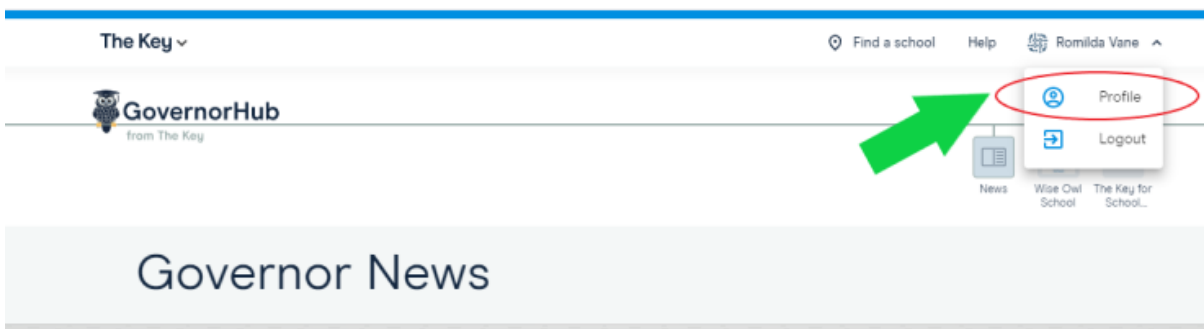 The Key
Find a school
Help
Romilda Vane
Profile
Logout
GovernorHub
from The Key
News
Wise Owl
School
The Key for
School...
Governor News